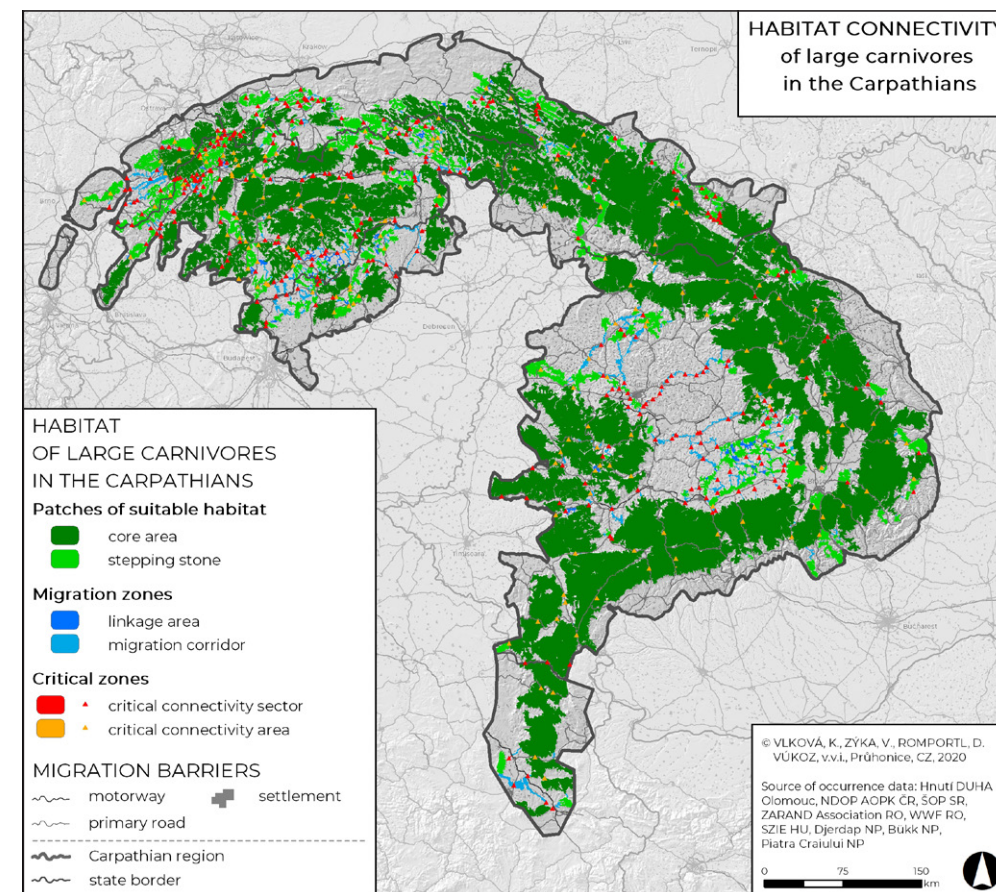 HABITAT CONNECTIVITY
of large carnivores
in the Carpathians
Debrecen
Bucharest
HABITAT
OF LARGE CARNIVORES
IN THE CARPATHIANS
Patches of suitable habitat
core area
stepping stone
Migration zones
linkage area
migration corridor
Critical zones
critical connectivity sector
critical connectivity area
MIGRATION BARRIERS
motorway
settlement
primary road
Carpathian region
state border
© VLKOVÁ, K., ZÝKA, V., ROMPORTL, D.
VÚKOZ, v.v.i., Průhonice, CZ, 2020
Source of occurrence data: Hnutí DUHA
Olomouc, NDOP AOPK ČR, ŠOP SR,
ZARAND Association RO, WWF RO,
SZIE HU, Djerdap NP, Bükk NP,
Piatra Craiului NP
0 75 150
km